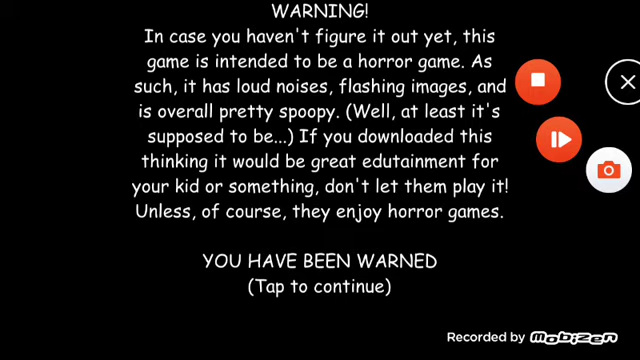 WARNING!
In case you haven't figure it out yet, this
game is intended to be a horror game. As
such, it has loud noises, flashing images, and
is overall pretty spoopy. (Well, at least it's
supposed to be...) If you downloaded this
thinking it would be great edutainment for
your kid or something, don't let them play it!
Unless, of course, they enjoy horror games.
YOU HAVE BEEN WARNED
(Tap to continue)
Recorded by Mobizen